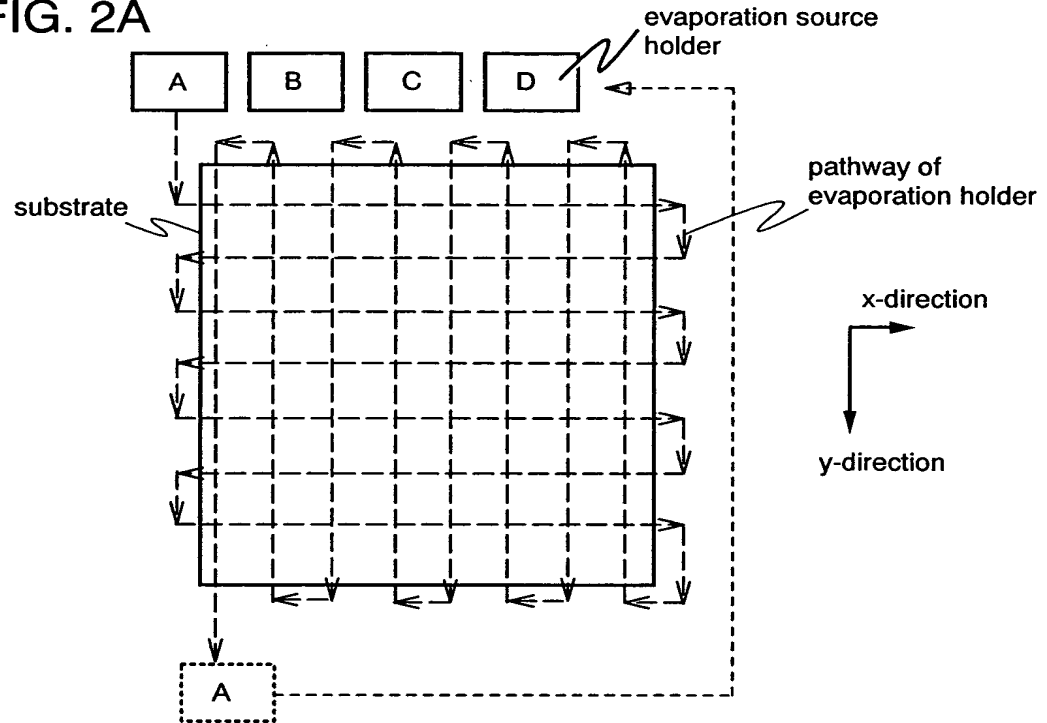 FIG. 2A
evaporation source
holder
A
B
C
D
substrate
pathway of
evaporation holder
x-direction
y-direction
A